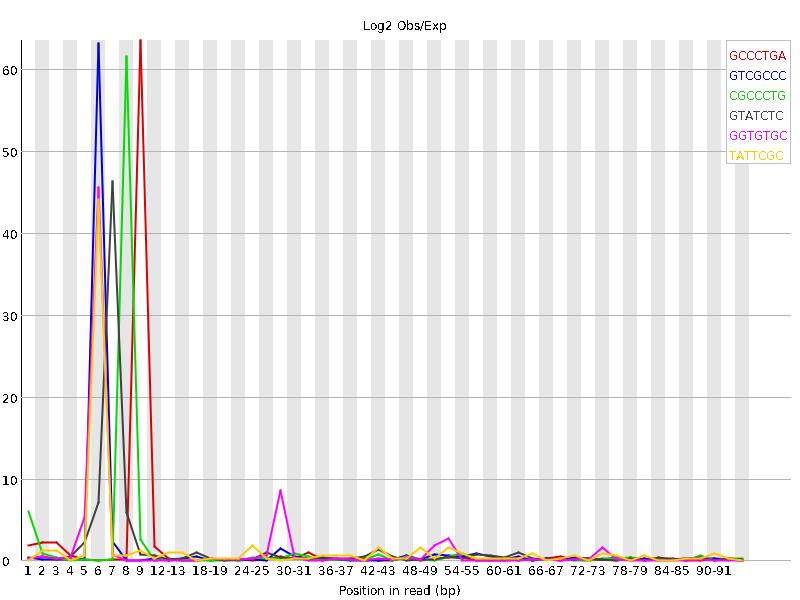 Log2 Obs/Exp
GCCCTGA
GTCGCCC
CGCCCTG
GTATCTC
GGTGTGC
TATTCGC
60
50
40
30
20
10
0
1 2 3 4 5 6 7 8 9 12-13 18-19 24-25 30-31 36-37 42-43 48-49 54-55 60-61 66-67 72-73 78-79 84-85 90-91
Position in read (bp)